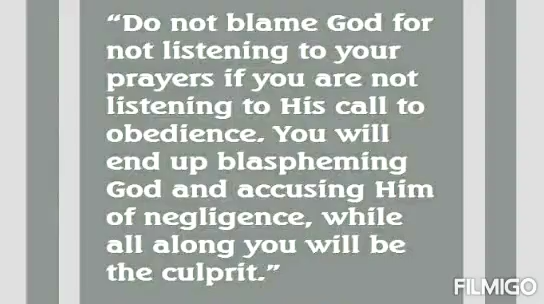 “Do not blame God for
not listening to your
prayers if you are not
listening to His call to
obedience. You will
end up blaspheming
God and accusing Him
of negligence, while
all along you will be
the culprit.”
FILMIGO